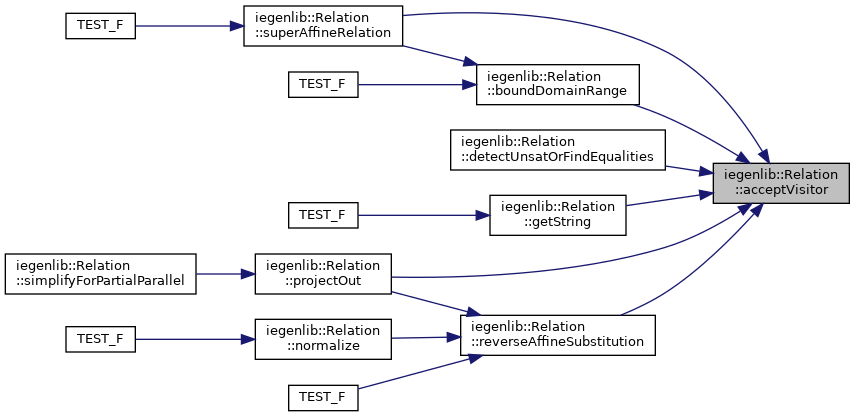 TEST_F
iegenlib::Relation
::superAffineRelation
TEST_F
iegenlib::Relation
::boundDomainRange
iegenlib::Relation
::detectUnsatOrFindEqualities
iegenlib::Relation
::acceptVisitor
TEST_F
iegenlib::Relation
::getString
iegenlib::Relation
::simplifyForPartialParallel
iegenlib::Relation
::projectOut
TEST_F
iegenlib::Relation
::normalize
iegenlib::Relation
::reverseAffineSubstitution
TEST_F